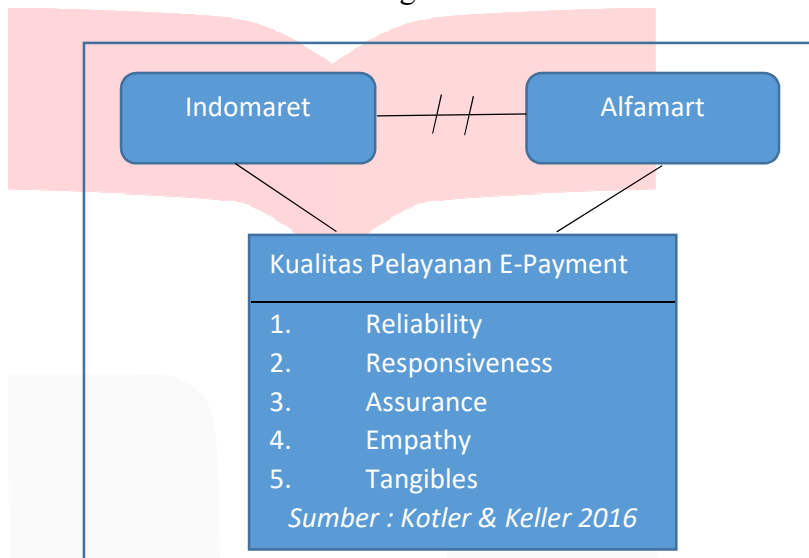 Indomaret
Alfamart
Kualitas Pelayanan E-Payment
1. Reliability
2. Responsiveness
3. Assurance
4. Empathy
5. Tangibles
Sumber : Kotler & Keller 2016